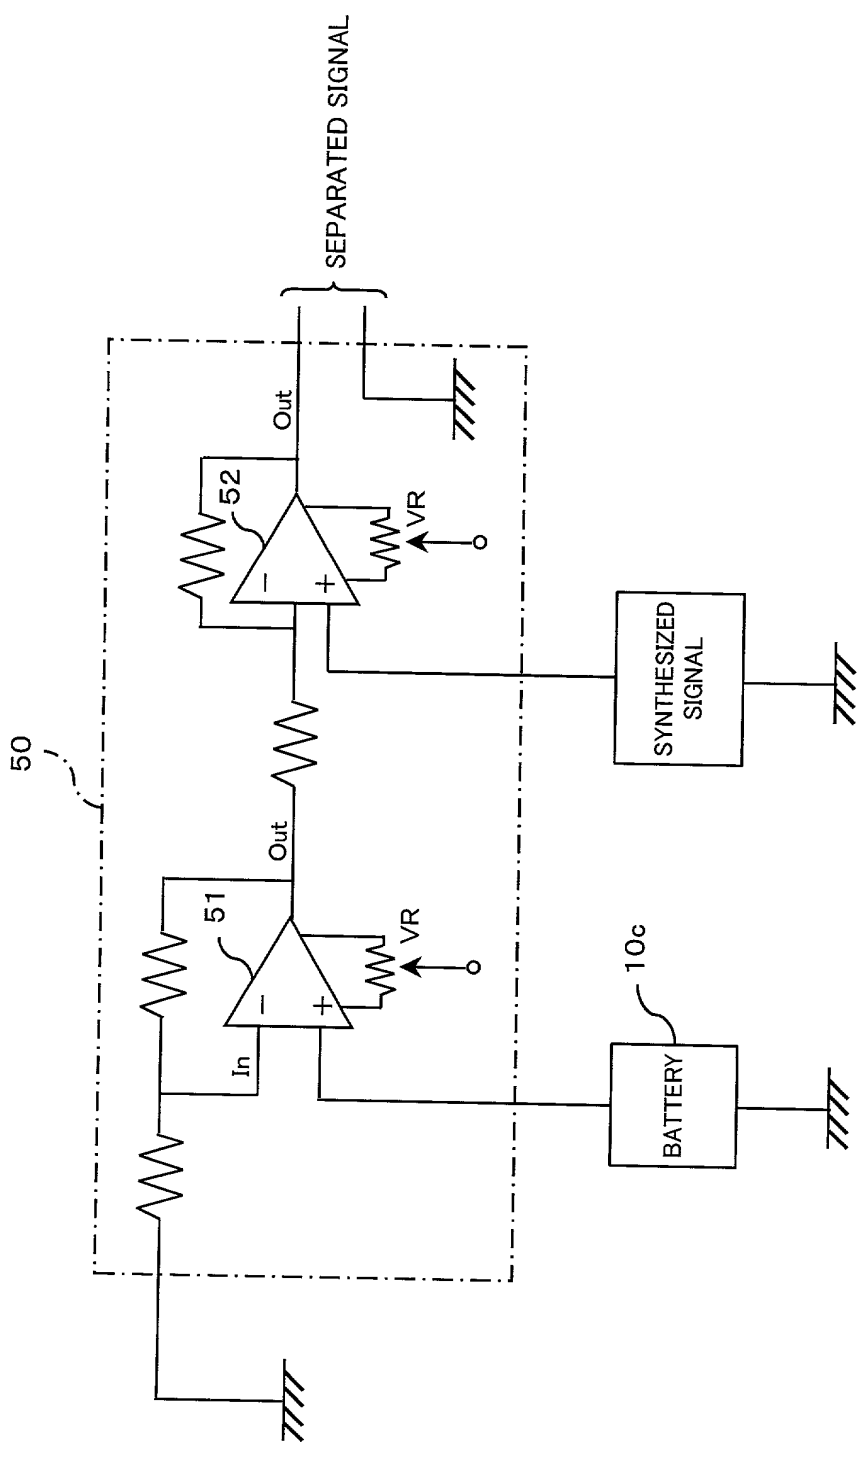 50
SEPARATED SIGNAL
51
52
In
Out
Out
−
+
−
+
VR
VR
10c
BATTERY
SYNTHESIZED
SIGNAL